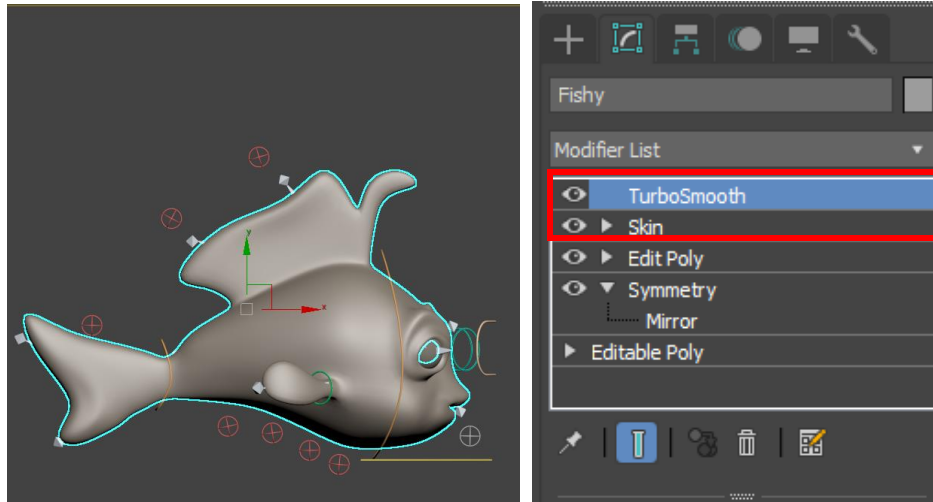 y
x
Fishy
Modifier List
TurboSmooth
Skin
Edit Poly
Symmetry
Mirror
Editable Poly